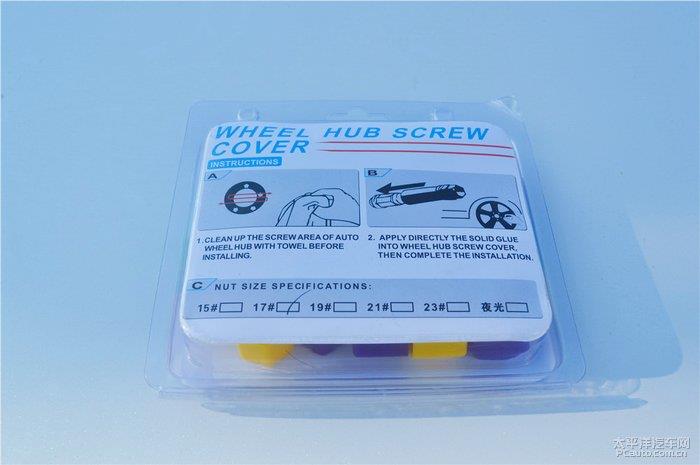 WHEEL HUB SCREW
COVER
INSTRUCTIONS
A
B
1. CLEAN UP THE SCREW AREA OF AUTO
WHEEL HUB WITH TOWEL BEFORE
INSTALLING.
2. APPLY DIRECTLY THE SOLID GLUE
INTO WHEEL HUB SCREW COVER,
THEN COMPLETE THE INSTALLATION.
C NUT SIZE SPECIFICATIONS:
15# 17# 19# 21# 23# 夜光
太平洋汽车网
PCauto.com.cn